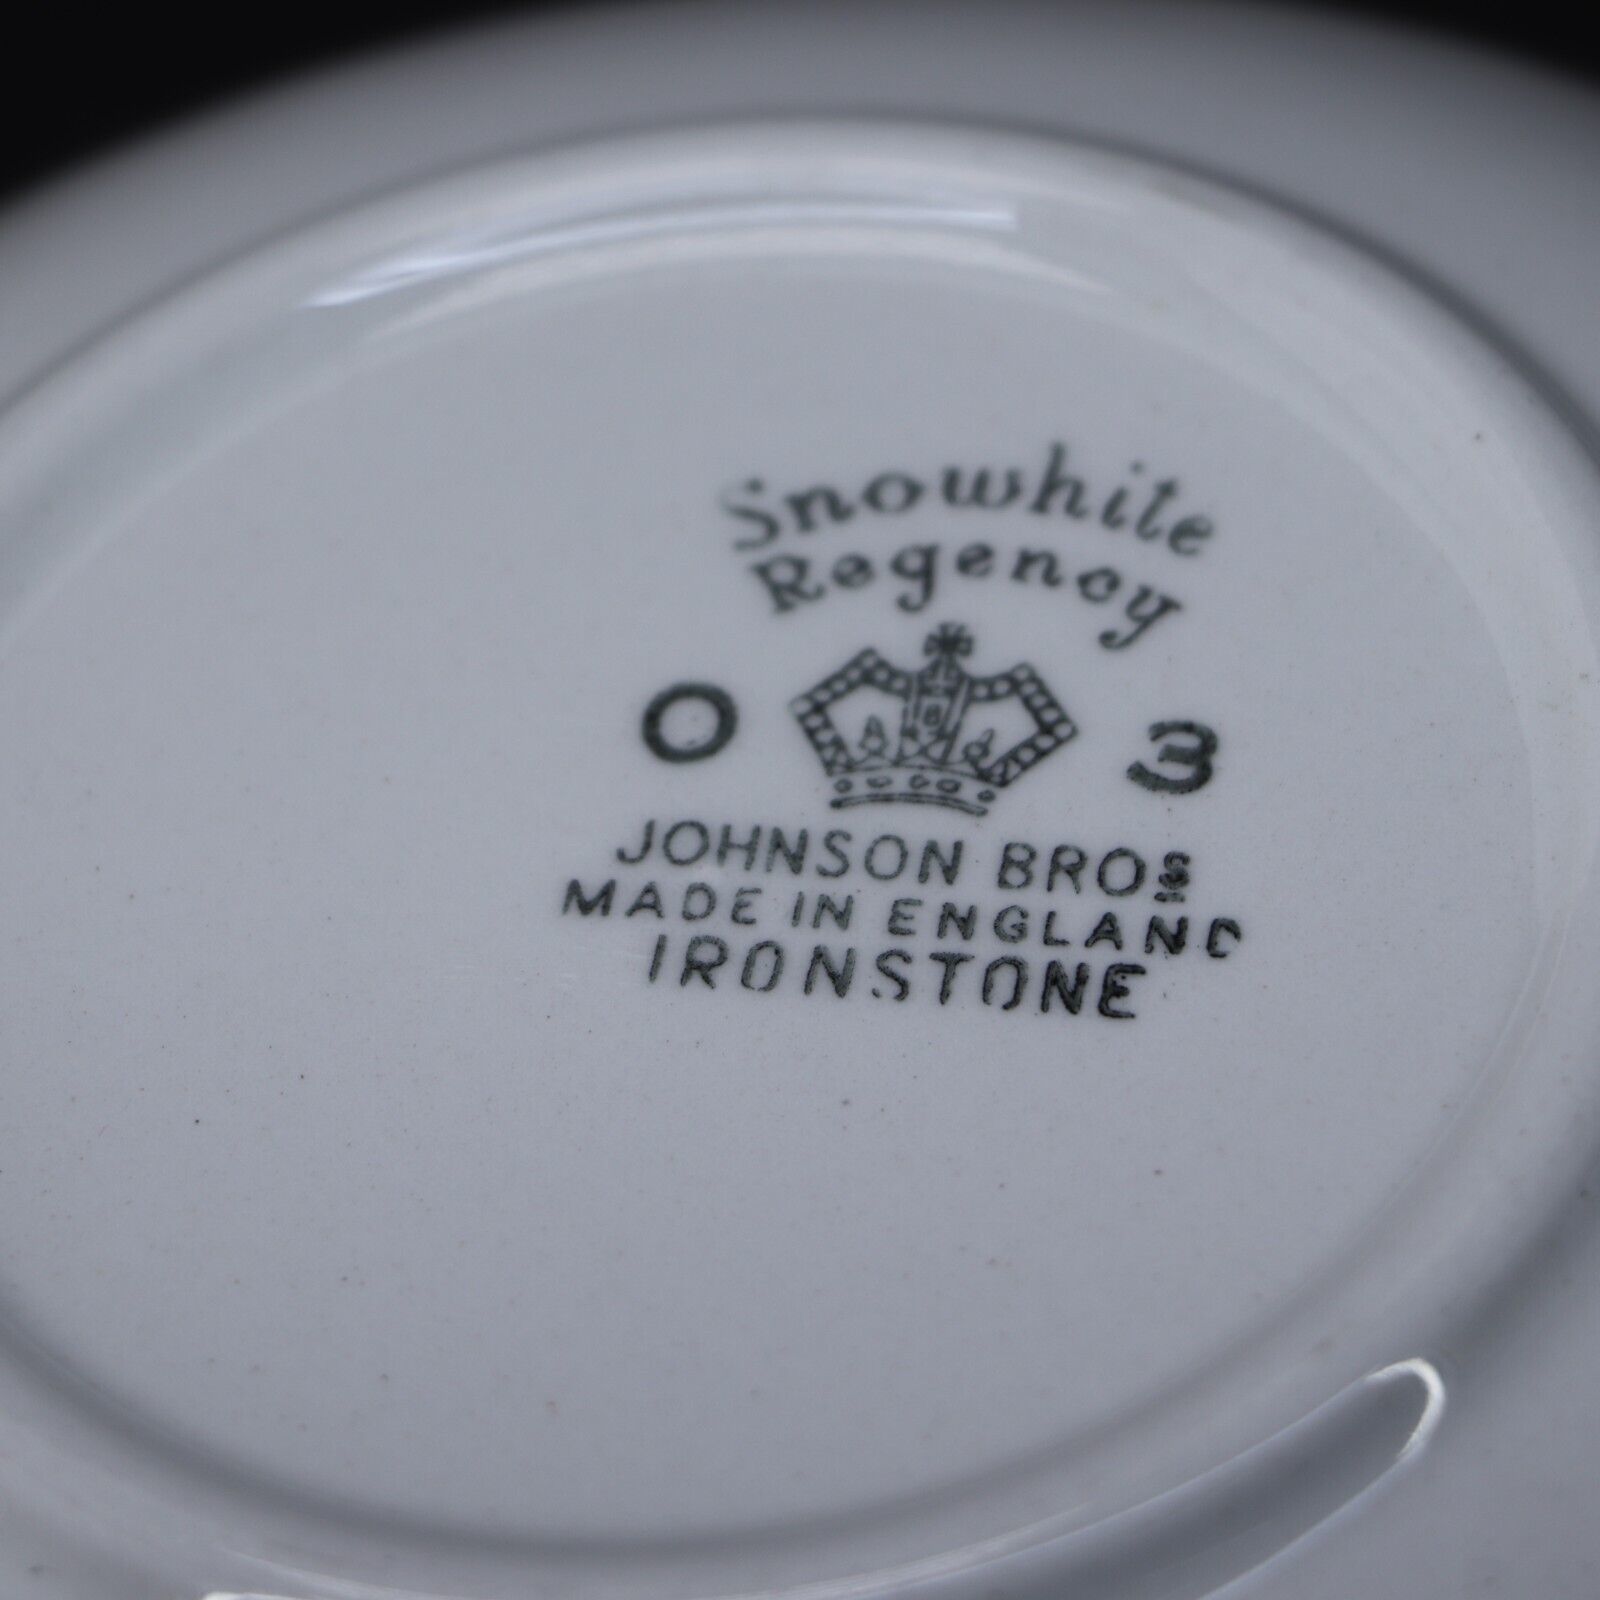 Snowhite
Regency
O 3
JOHNSON BROS
MADE IN ENGLAND
IRONSTONE